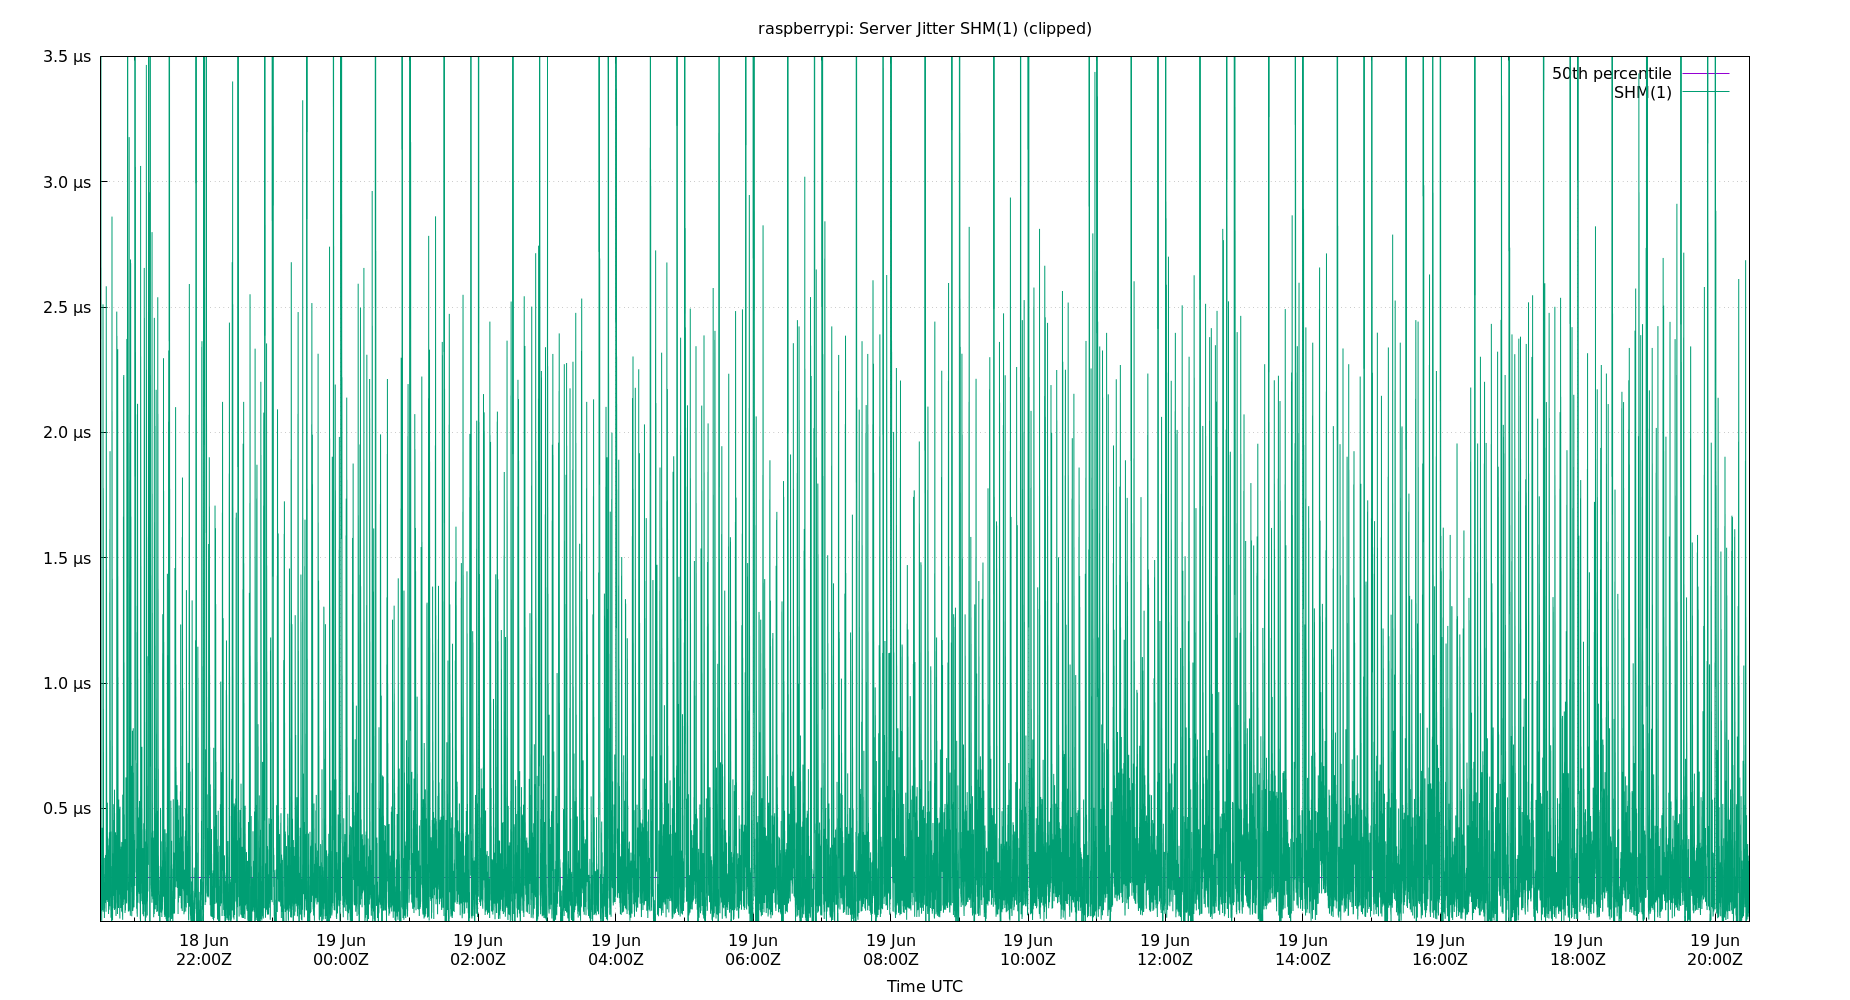 raspberrypi: Server Jitter SHM(1) (clipped)
3.5 µs
3.0 µs
2.5 µs
2.0 µs
1.5 µs
1.0 µs
0.5 µs
50th percentile
SHM(1)
18 Jun 19 Jun 19 Jun 19 Jun 19 Jun 19 Jun 19 Jun 19 Jun 19 Jun 19 Jun 19 Jun 19 Jun
22:00Z 00:00Z 02:00Z 04:00Z 06:00Z 08:00Z 10:00Z 12:00Z 14:00Z 16:00Z 18:00Z 20:00Z
Time UTC